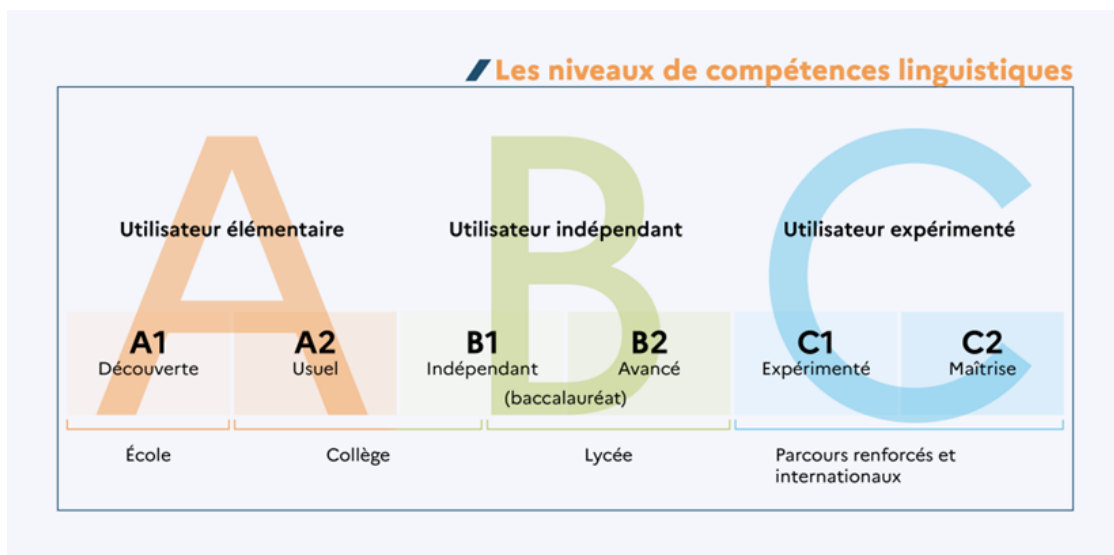 Les niveaux de compétences linguistiques
A B C
Utilisateur élémentaire Utilisateur indépendant Utilisateur expérimenté
A1 A2 B1 B2 C1 C2
Découverte Usuel Indépendant Avancé Expérimenté Maîtrise
(baccalauréat)
École Collège Lycée Parcours renforcés et
internationaux